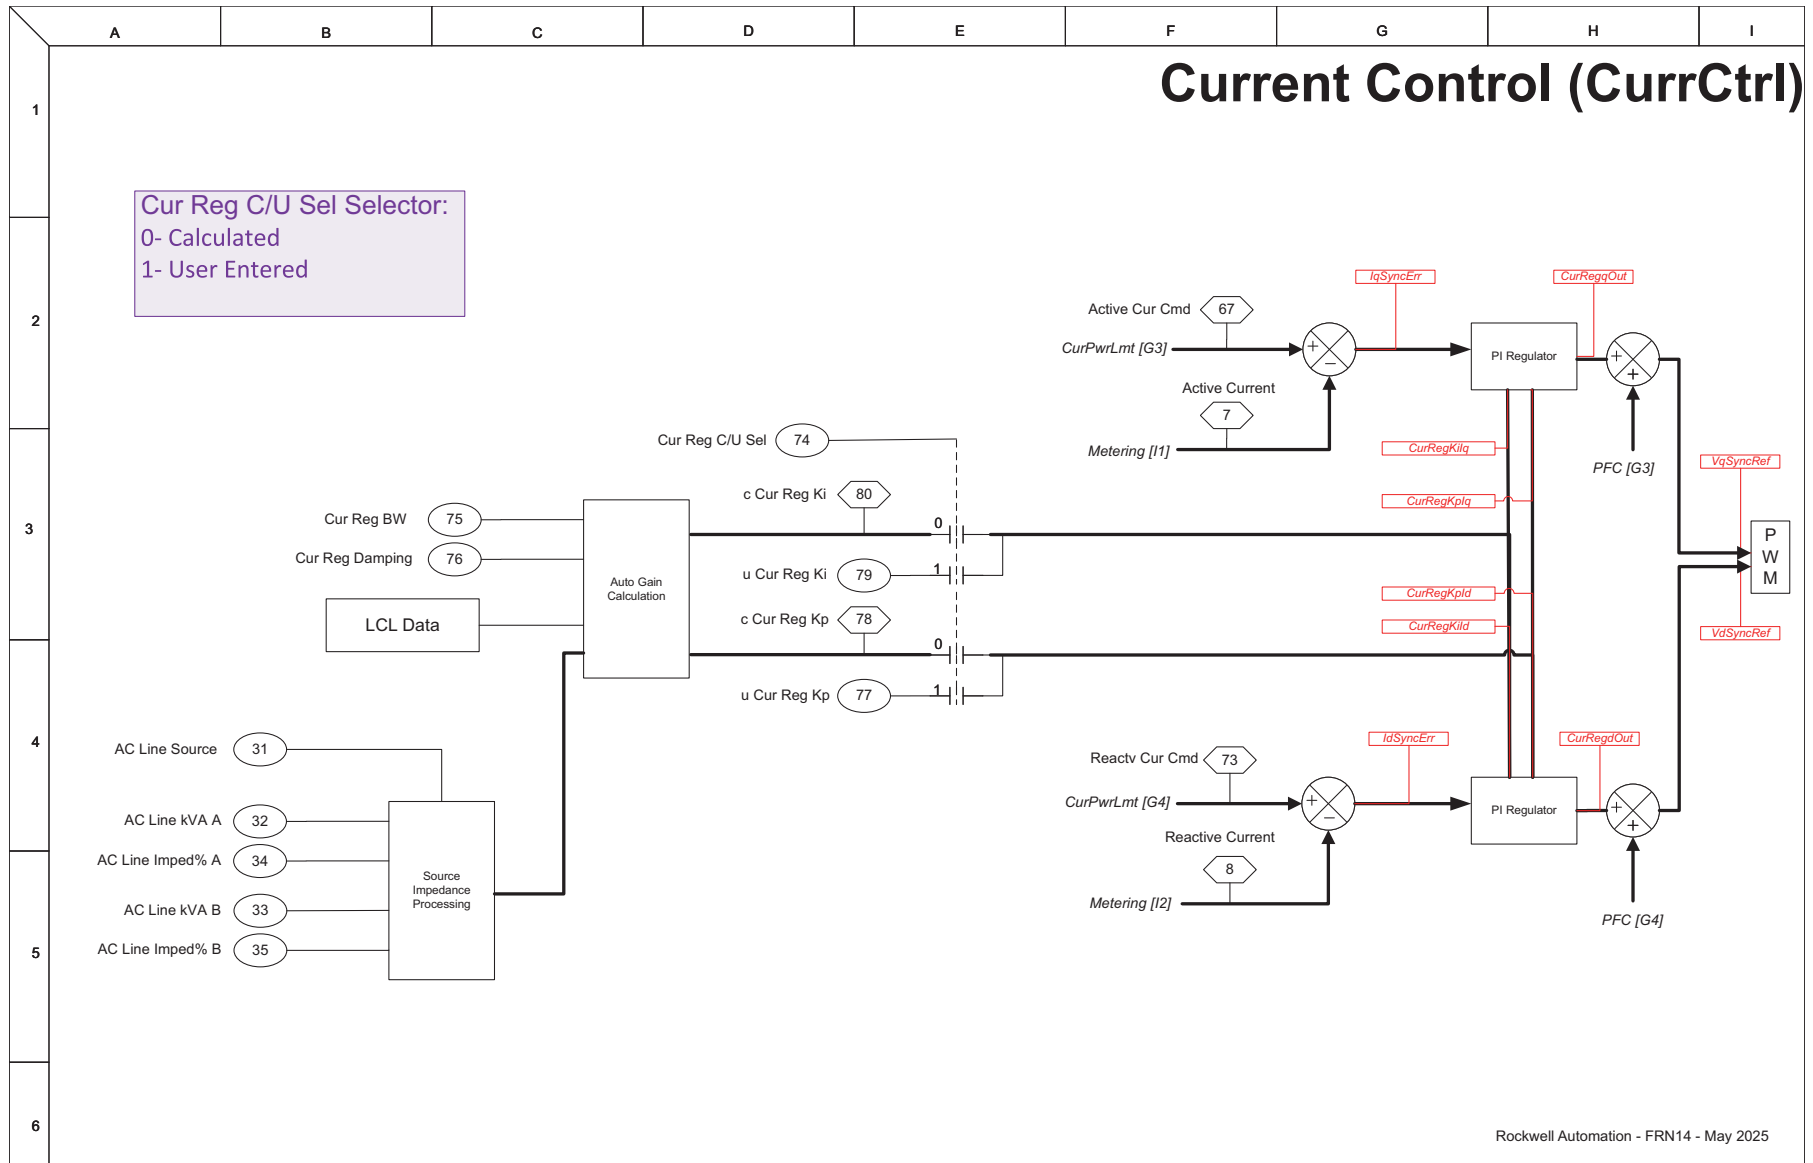 A B C D E F G H I
1
2
3
4
5
6
Current Control (CurrCtrl)
Cur Reg C/U Sel Selector:
0- Calculated
1- User Entered
IqSyncErr
CurRegqOut
Active Cur Cmd 67
CurPwrLmt [G3]
+
–
PI Regulator
+
+
Active Current
7
Metering [I1]
PFC [G3]
Cur Reg C/U Sel 74
CurRegKiIq
VqSyncRef
c Cur Reg Ki 80
CurRegKpIq
Cur Reg BW 75
0
Cur Reg Damping 76
u Cur Reg Ki 79
1
Auto Gain
Calculation
P
W
M
LCL Data
c Cur Reg Kp 78
CurRegKpId
CurRegKiId
VdSyncRef
0
u Cur Reg Kp 77
1
AC Line Source 31
IdSyncErr
CurRegdOut
Reactv Cur Cmd 73
CurPwrLmt [G4]
+
–
PI Regulator
+
+
AC Line kVA A 32
Reactive Current
8
AC Line Imped% A 34
Source
Impedance
Processing
AC Line kVA B 33
Metering [I2]
PFC [G4]
AC Line Imped% B 35
Rockwell Automation - FRN14 - May 2025